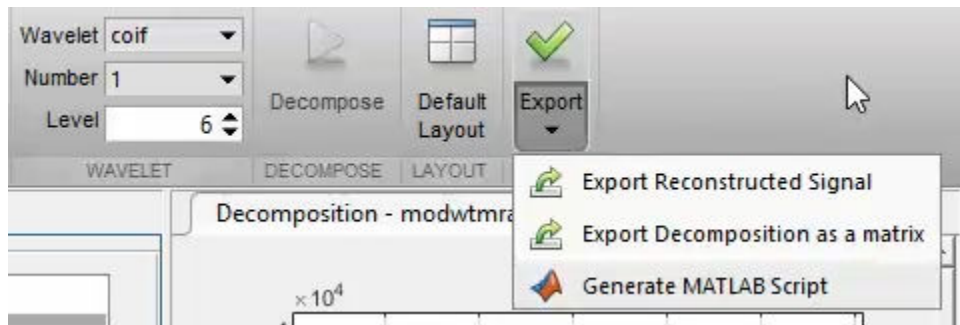 Wavelet coif
Number 1
Level 6
Decompose
Default
Layout
Export
WAVELET
DECOMPOSE
LAYOUT
Export Reconstructed Signal
Export Decomposition as a matrix
Generate MATLAB Script
Decomposition - modwtmra
×10⁴